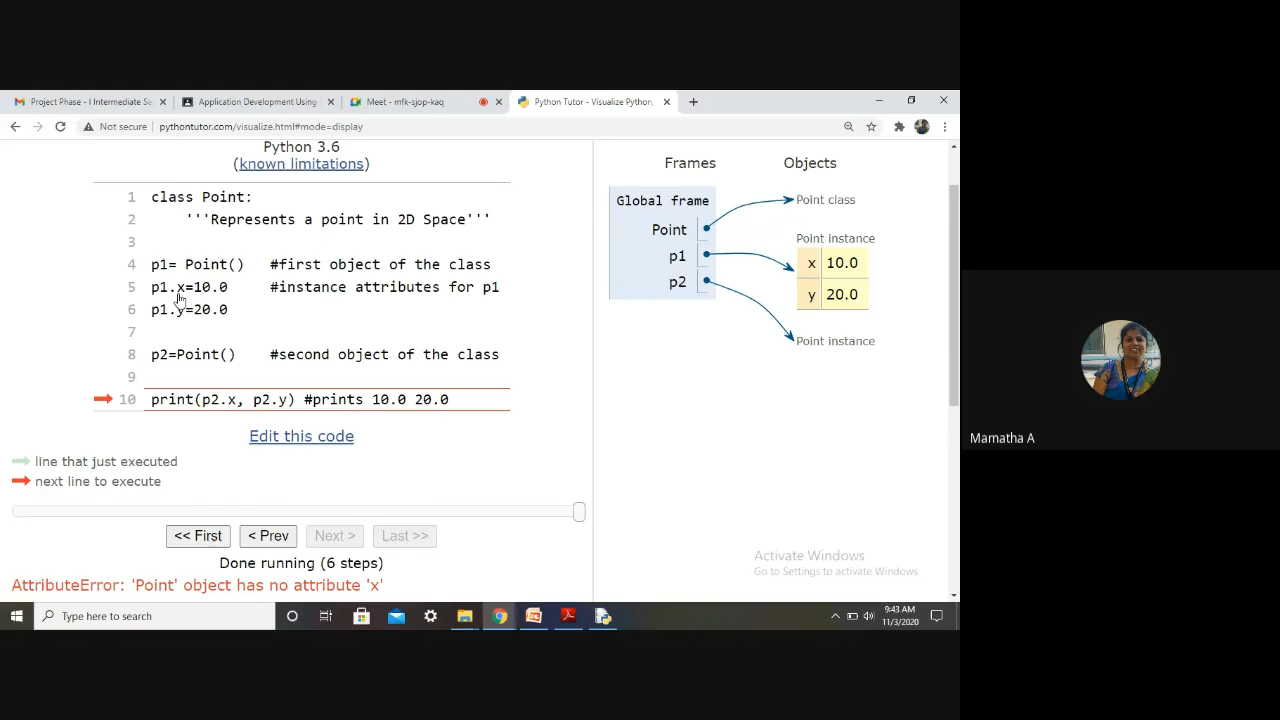 Project Phase - I Intermediate Se
Application Development Using
Meet - mfk-sjop-kaq
Python Tutor - Visualize Python,
Not secure | pythontutor.com/visualize.html#mode=display
Python 3.6
(known limitations)
1 class Point:
2 '''Represents a point in 2D Space'''
3
4 p1= Point() #first object of the class
5 p1.x=10.0 #instance attributes for p1
6 p1.y=20.0
7
8 p2=Point() #second object of the class
9
10 print(p2.x, p2.y) #prints 10.0 20.0
Edit this code
line that just executed
next line to execute
<< First < Prev Next > Last >>
Done running (6 steps)
AttributeError: 'Point' object has no attribute 'x'
Frames Objects
Global frame
Point
p1
p2
Point class
Point instance
x 10.0
y 20.0
Point instance
Activate Windows
Go to Settings to activate Windows.
Type here to search
9:43 AM
11/3/2020
Mamatha A